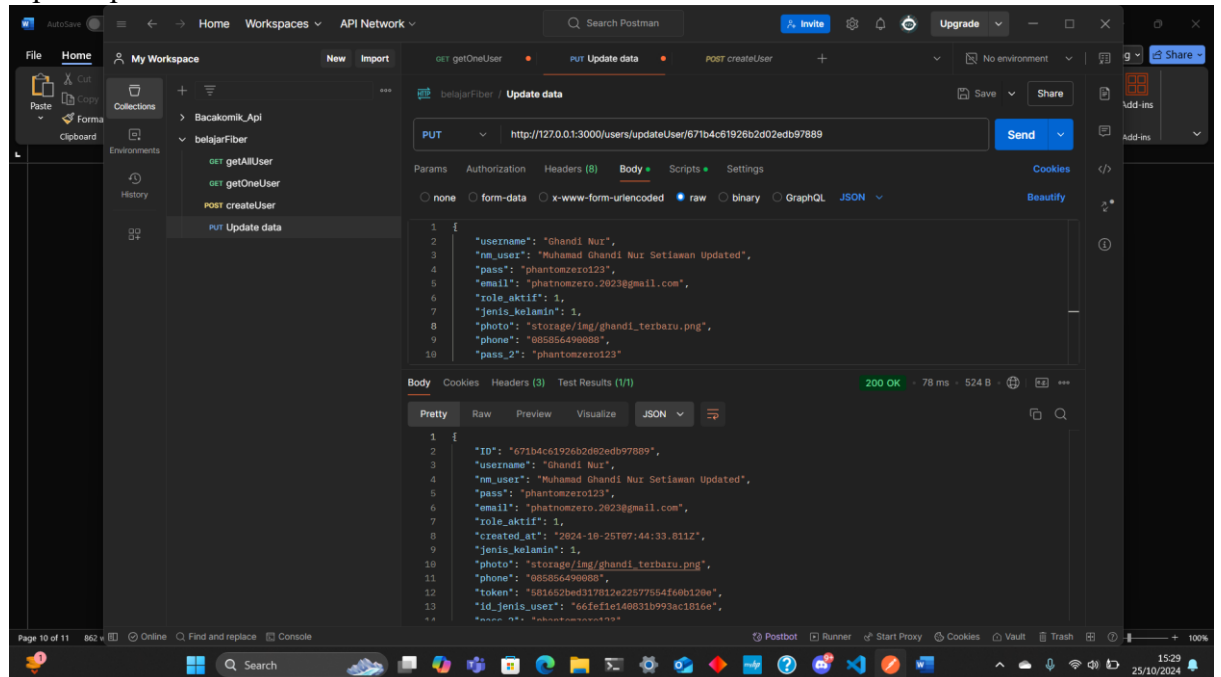 AutoSave
Home Workspaces API Network Search Postman Invite Upgrade
File Home
My Workspace New Import GET getOneUser PUT Update data POST createUser No environment Share
Cut
Copy
Paste Forma
Clipboard
Collections
Environments
History
Bacakomik_Api
belajarFiber
GET getAllUser
GET getOneUser
POST createUser
PUT Update data
belajarFiber / Update data Save Share
Add-ins
Add-ins
PUT http://127.0.0.1:3000/users/updateUser/671b4c61926b2d02edb97889 Send
Params Authorization Headers (8) Body Scripts Settings Cookies
none form-data x-www-form-urlencoded raw binary GraphQL JSON Beautify
1 {
2 "username": "Ghandi Nur",
3 "nm_user": "Muhamad Ghandi Nur Setiawan Updated",
4 "pass": "phantomzero123",
5 "email": "phatnomzero.2023@gmail.com",
6 "role_aktif": 1,
7 "jenis_kelamin": 1,
8 "photo": "storage/img/ghandi_terbaru.png",
9 "phone": "085856490088",
10 "pass_2": "phantomzero123"
Body Cookies Headers (3) Test Results (1/1) 200 OK 78 ms 524 B
Pretty Raw Preview Visualize JSON
1 {
2 "ID": "671b4c61926b2d02edb97889",
3 "username": "Ghandi Nur",
4 "nm_user": "Muhamad Ghandi Nur Setiawan Updated",
5 "pass": "phantomzero123",
6 "email": "phatnomzero.2023@gmail.com",
7 "role_aktif": 1,
8 "created_at": "2024-10-25T07:44:33.811Z",
9 "jenis_kelamin": 1,
10 "photo": "storage/img/ghandi_terbaru.png",
11 "phone": "085856490088",
12 "token": "581652bed317812e22577554f60b120e",
13 "id_jenis_user": "66fef1e140831b993ac1816e",
Page 10 of 11 862 Online Find and replace Console Postbot Runner Start Proxy Cookies Vault Trash 100%
Search
15:29
25/10/2024